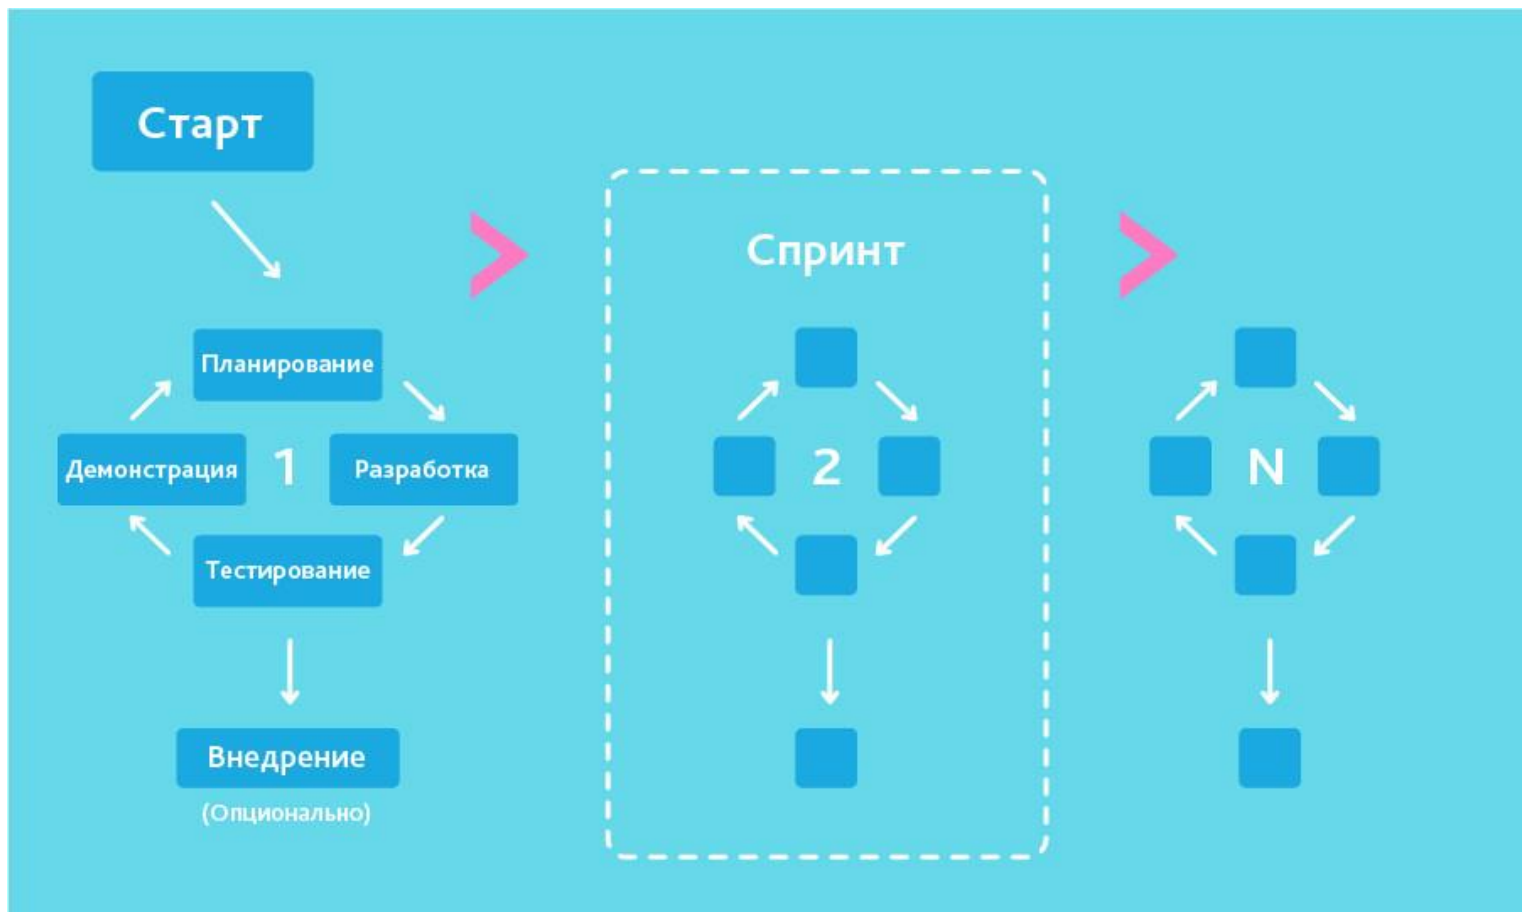 Старт
Спринт
Планирование
Демонстрация
1
Разработка
2
N
Тестирование
Внедрение
(Опционально)